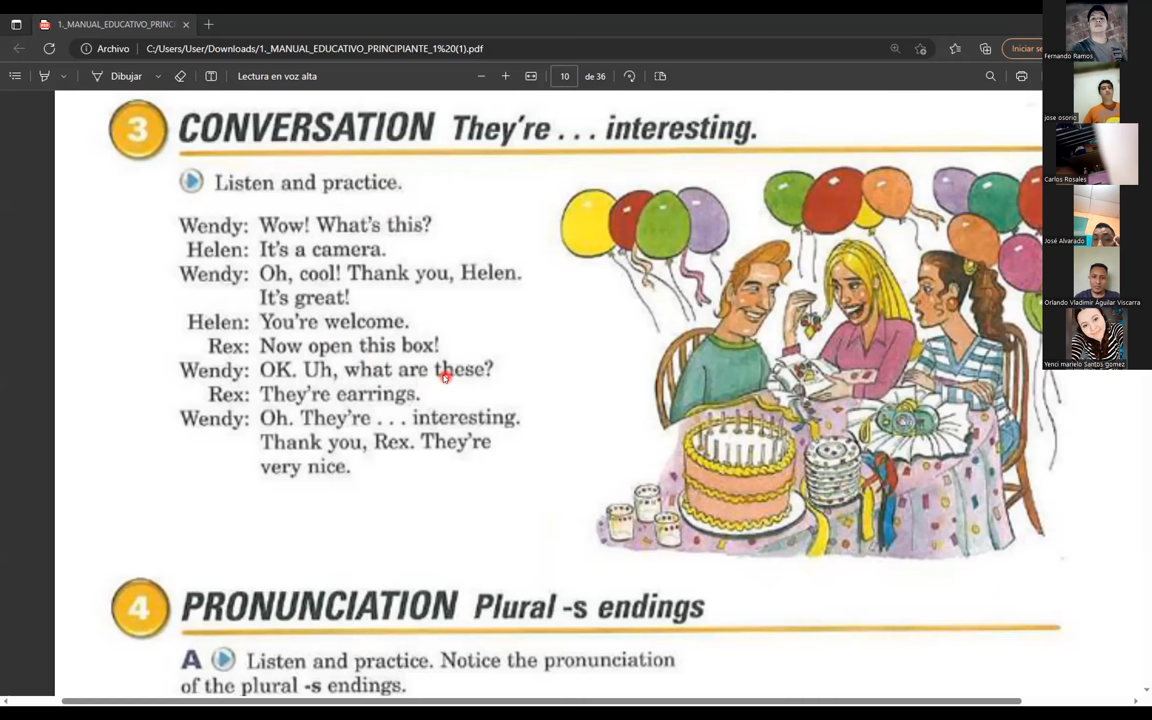 1._MANUAL_EDUCATIVO_PRINC
Archivo
C:/Users/User/Downloads/1._MANUAL_EDUCATIVO_PRINCIPIANTE_1%20(1).pdf
Iniciar se
Dibujar
Lectura en voz alta
10
de 36
3 CONVERSATION They're . . . interesting.
Listen and practice.
Wendy: Wow! What's this?
Helen: It's a camera.
Wendy: Oh, cool! Thank you, Helen.
It's great!
Helen: You're welcome.
Rex: Now open this box!
Wendy: OK. Uh, what are these?
Rex: They're earrings.
Wendy: Oh. They're . . . interesting.
Thank you, Rex. They're
very nice.
4 PRONUNCIATION Plural -s endings
A Listen and practice. Notice the pronunciation
of the plural -s endings.
Fernando Ramos
jose osorio
Carlos Rosales
José Alvarado
Orlando Vladimir Aguilar Viscarra
Yenci marielo Santos gomez